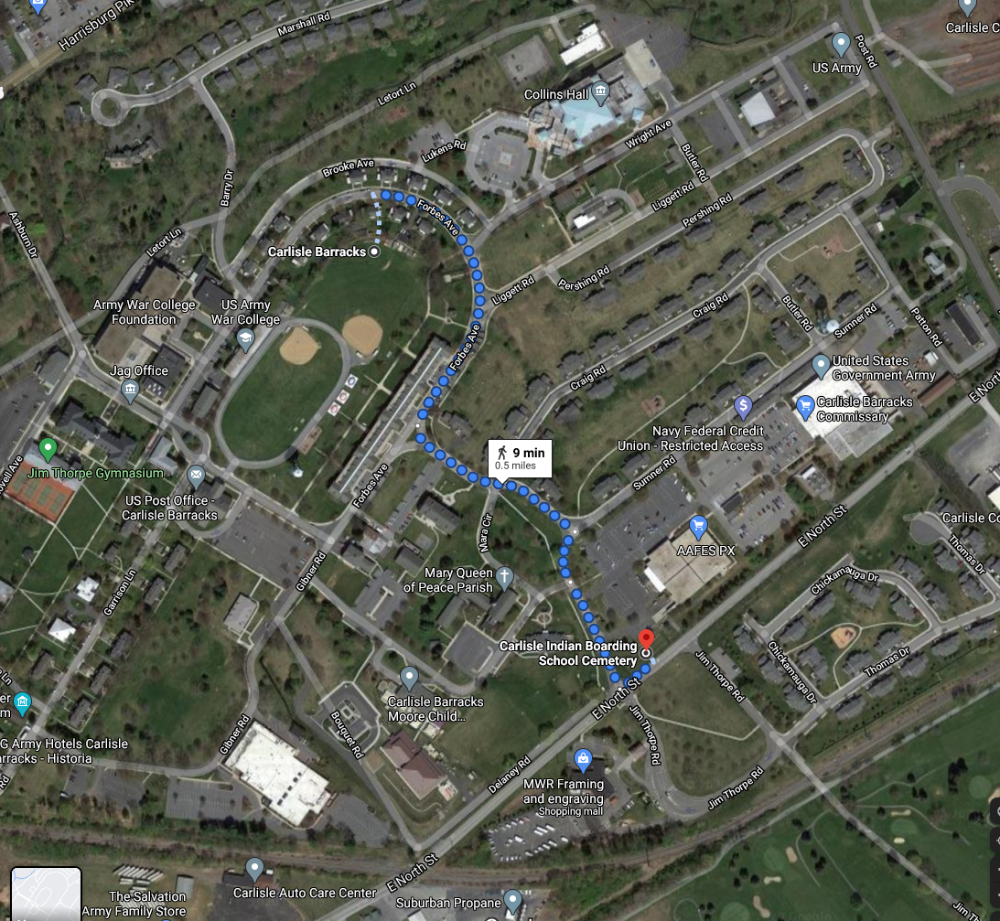 Harrisburg Pik
Marshall Rd
Carlisle C
Post Rd
US Army
Letort Ln
Collins Hall
Wright Ave
Lukens Rd
Butler Rd
Brooke Ave
Barry Dr
Liggett Rd
Pershing Rd
Forbes Ave
Ashburn Dr
Letort Ln
Carlisle Barracks
Pershing Rd
Liggett Rd
Army War College
Foundation
US Army
War College
Craig Rd
Butler Rd
Sumner Rd
Patton Rd
Forbes Ave
Jag Office
United States
Government Army
Craig Rd
E North
Carlisle Barracks
Commissary
Navy Federal Credit
Union - Restricted Access
9 min
0.5 miles
Jim Thorpe Gymnasium
ovell Ave
Sumner Rd
Forbes Ave
US Post Office -
Carlisle Barracks
E North St
Carlisle Co
Mara Cir
AAFES PX
Thomas Dr
Gibner Rd
Mary Queen
of Peace Parish
Chickamauga Dr
Garrison Ln
Carlisle Indian Boarding
School Cemetery
Chickamauga Dr
Thomas Dr
Jim Thorpe Rd
Ln
E North St
er
m
Carlisle Barracks
Moore Child...
Jim Thorpe Rd
Bouquet Rd
Gibner Rd
G Army Hotels Carlisle
arracks - Historia
Rd
Delaney Rd
MWR Framing
and engraving
Shopping mall
Jim Thorpe Rd
E North St
Carlisle Auto Care Center
The Salvation
Army Family Store
Suburban Propane
Jim Th